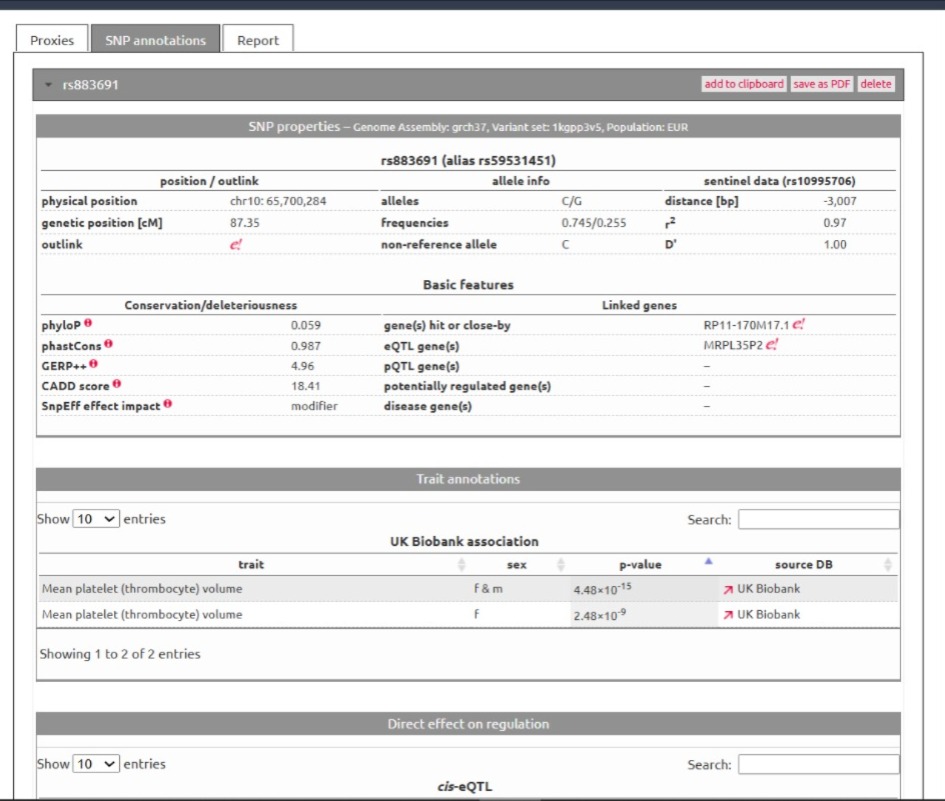 Proxies SNP annotations Report
rs883691 add to clipboard save as PDF delete
SNP properties – Genome Assembly: grch37, Variant set: 1kgpp3v5, Population: EUR
rs883691 (alias rs59531451)
position / outlink allele info sentinel data (rs10995706)
physical position chr10: 65,700,284 alleles C/G distance [bp] -3,007
genetic position [cM] 87.35 frequencies 0.745/0.255 r² 0.97
outlink e! non-reference allele C D' 1.00
Basic features
Conservation/deleteriousness Linked genes
phyloP 0.059 gene(s) hit or close-by RP11-170M17.1 e!
phastCons 0.987 eQTL gene(s) MRPL35P2 e!
GERP++ 4.96 pQTL gene(s) –
CADD score 18.41 potentially regulated gene(s) –
SnpEff effect impact modifier disease gene(s) –
Trait annotations
Show 10 entries Search:
UK Biobank association
trait sex p-value source DB
Mean platelet (thrombocyte) volume f & m 4.48×10⁻¹⁵ UK Biobank
Mean platelet (thrombocyte) volume f 2.48×10⁻⁹ UK Biobank
Showing 1 to 2 of 2 entries
Direct effect on regulation
Show 10 entries Search:
cis-eQTL